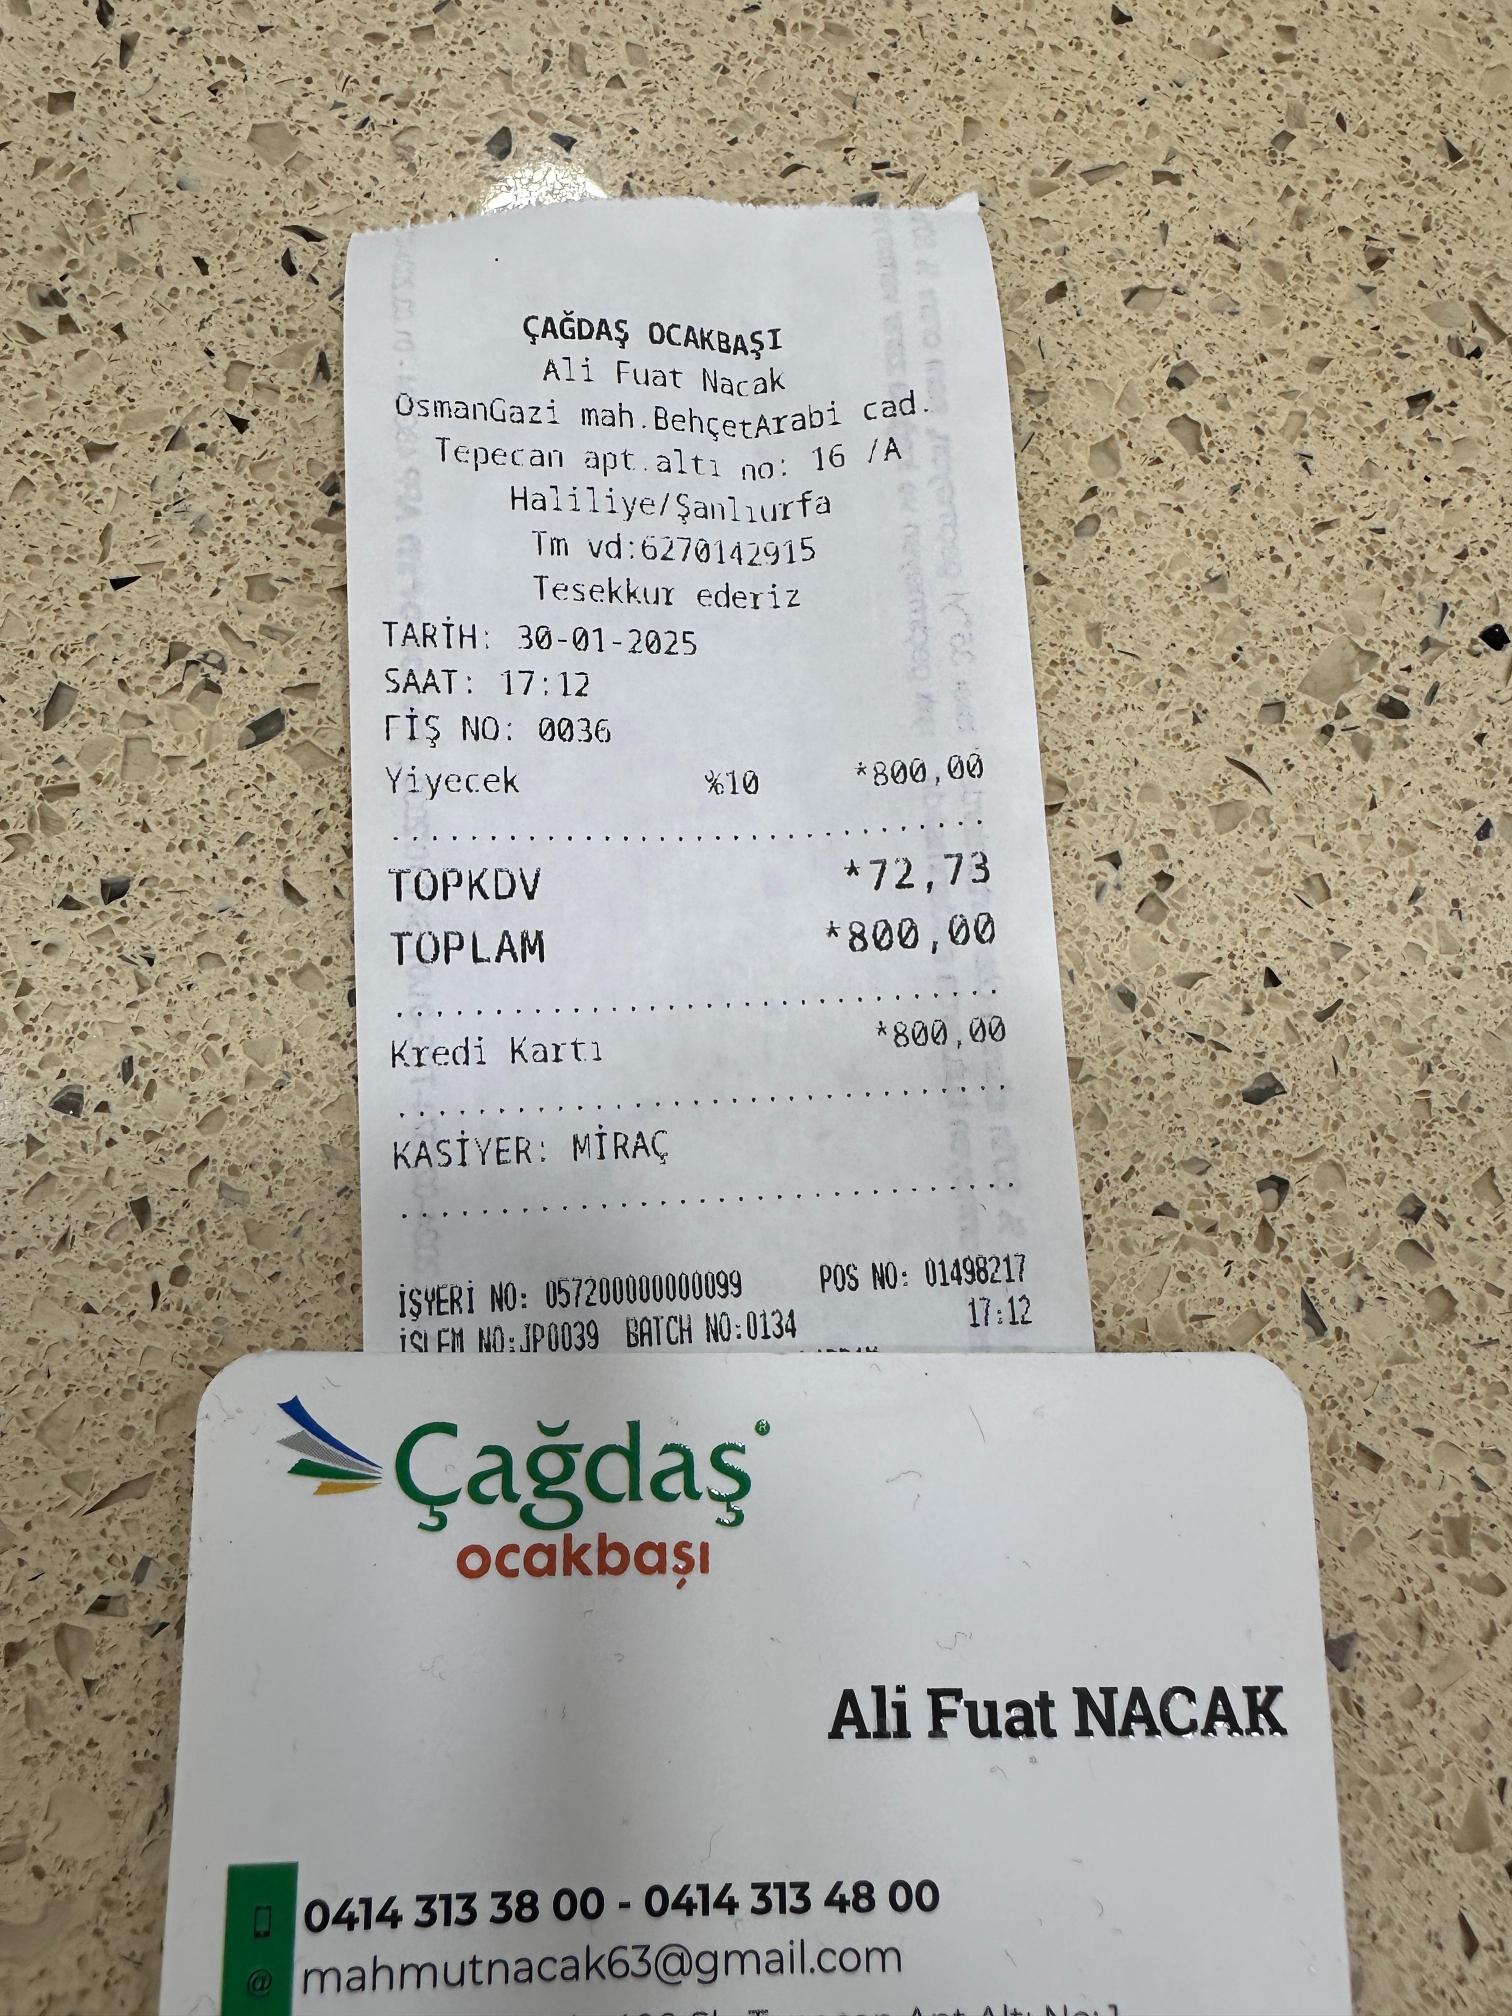 ÇAĞDAŞ OCAKBAŞI
Ali Fuat Nacak
OsmanGazi mah.BehçetArabi cad.
Tepecan apt.altı no: 16 /A
Haliliye/Şanlıurfa
Tm vd:6270142915
Tesekkur ederiz
TARİH: 30-01-2025
SAAT: 17:12
FİŞ NO: 0036
Yiyecek %10 *800,00
TOPKDV *72,73
TOPLAM *800,00
Kredi Kartı *800,00
KASİYER: MİRAÇ
İŞYERİ NO: 057200000000099 POS NO: 01498217
İŞLEM NO:JP0039 BATCH NO:0134 17:12
Çağdaş®
ocakbaşı
Ali Fuat NACAK
0414 313 38 00 - 0414 313 48 00
@ mahmutnacak63@gmail.com